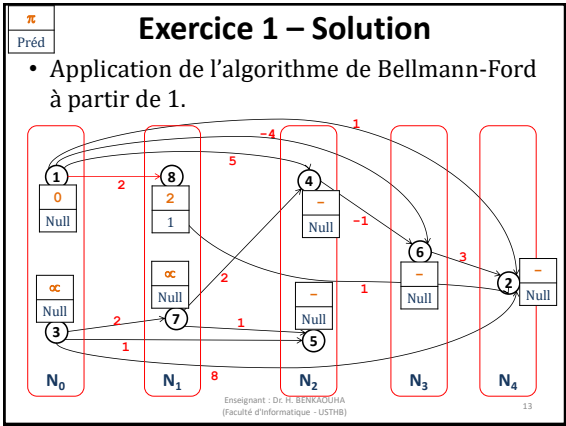 π
Préd
Exercice 1 – Solution
• Application de l'algorithme de Bellmann-Ford
à partir de 1.
1
-4
5
1
0
Null
2
8
2
1
4
-
Null
-1
6
-
Null
3
2
-
Null
1
∝
Null
3
2
∝
Null
7
2
1
-
Null
5
1
8
N0
N1
N2
N3
N4
Enseignant : Dr. H. BENKAOUHA
(Faculté d'Informatique - USTHB)
13